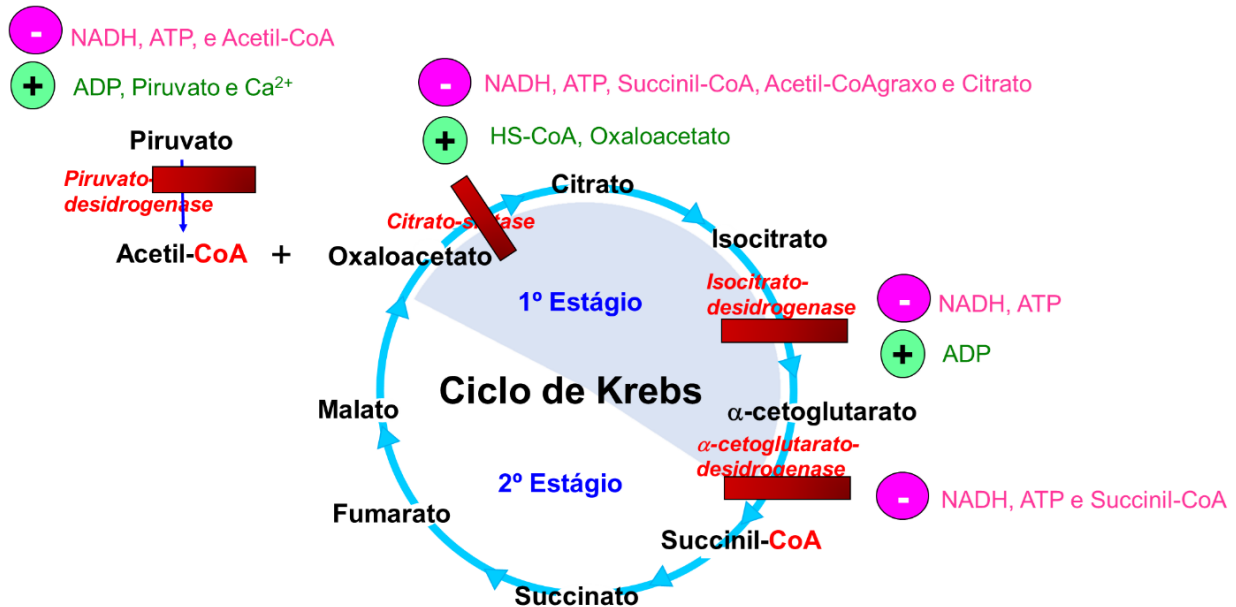 - NADH, ATP, e Acetil-CoA
+ ADP, Piruvato e Ca²⁺
Piruvato
Piruvato-
desidrogenase
Acetil-CoA +
- NADH, ATP, Succinil-CoA, Acetil-CoAgraxo e Citrato
+ HS-CoA, Oxaloacetato
Citrato
Citrato-sintase
Oxaloacetato
Isocitrato
1º Estágio
Isocitrato-
desidrogenase
- NADH, ATP
+ ADP
Ciclo de Krebs
Malato
α-cetoglutarato
α-cetoglutarato-
desidrogenase
2º Estágio
- NADH, ATP e Succinil-CoA
Fumarato
Succinil-CoA
Succinato